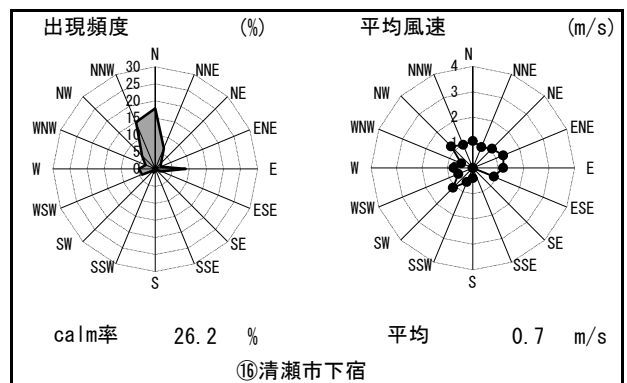 出現頻度 (%)
N
NNE
NE
ENE
E
ESE
SE
SSE
S
SSW
SW
WSW
W
WNW
NW
NNW
30
25
20
15
10
5
0
calm率 26.2 %
平均風速 (m/s)
N
NNE
NE
ENE
E
ESE
SE
SSE
S
SSW
SW
WSW
W
WNW
NW
NNW
4
3
2
1
0
平均 0.7 m/s
⑯清瀬市下宿